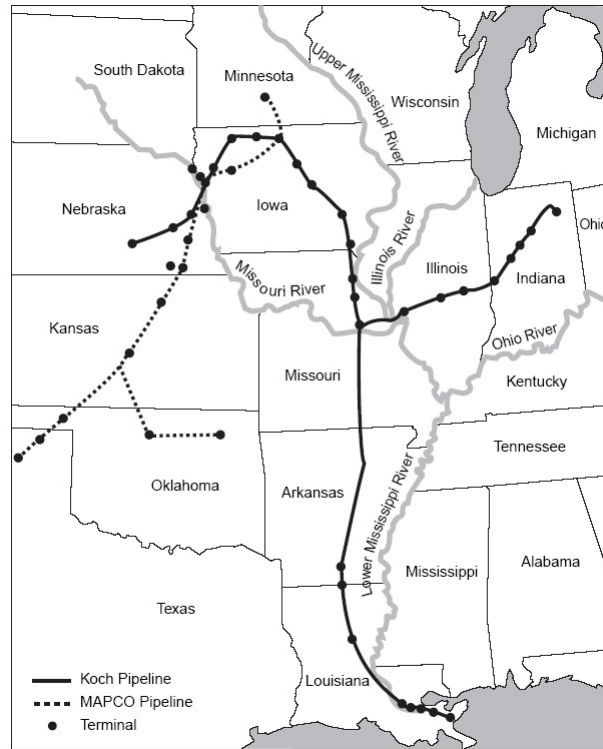 South Dakota
Minnesota
Upper Mississippi River
Wisconsin
Michigan
Nebraska
Iowa
Illinois River
Illinois
Indiana
Ohio
Missouri River
Kansas
Ohio River
Missouri
Kentucky
Tennessee
Oklahoma
Arkansas
Lower Mississippi River
Mississippi
Alabama
Texas
Louisiana
Koch Pipeline
MAPCO Pipeline
Terminal